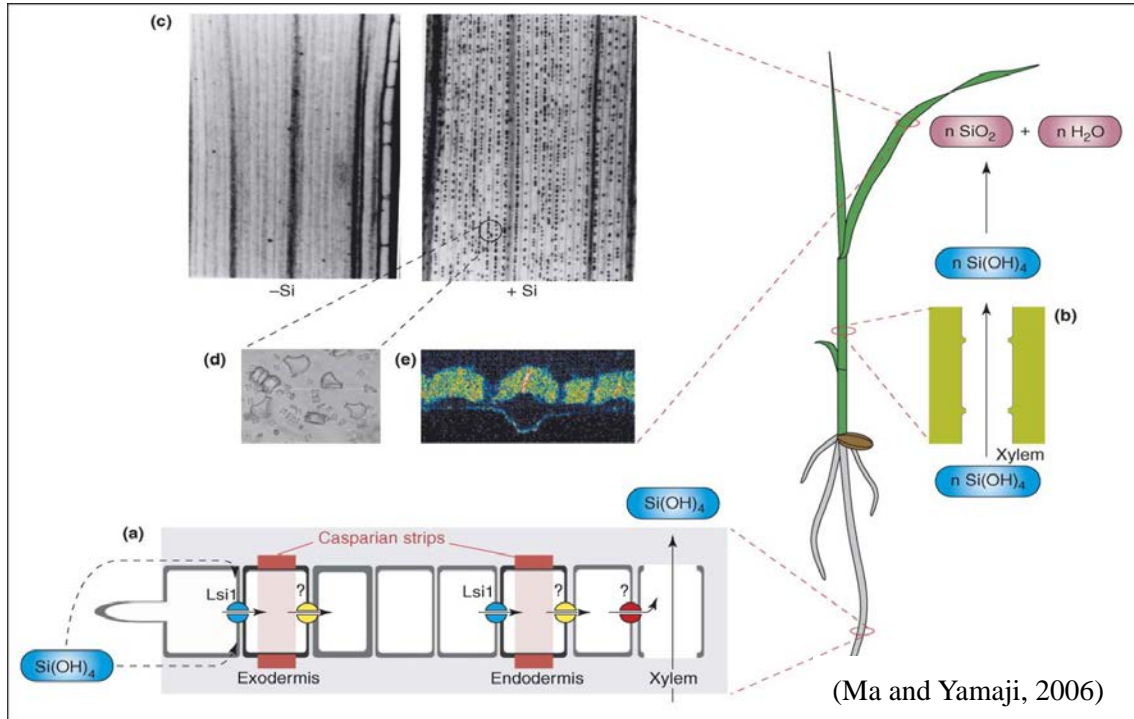 (c)
–Si
+ Si
n SiO₂ + n H₂O
n Si(OH)₄
(b)
Xylem
n Si(OH)₄
(d)
(e)
Si(OH)₄
(a)
Casparian strips
Lsi1
?
Lsi1
?
?
Si(OH)₄
Exodermis
Endodermis
Xylem
(Ma and Yamaji, 2006)